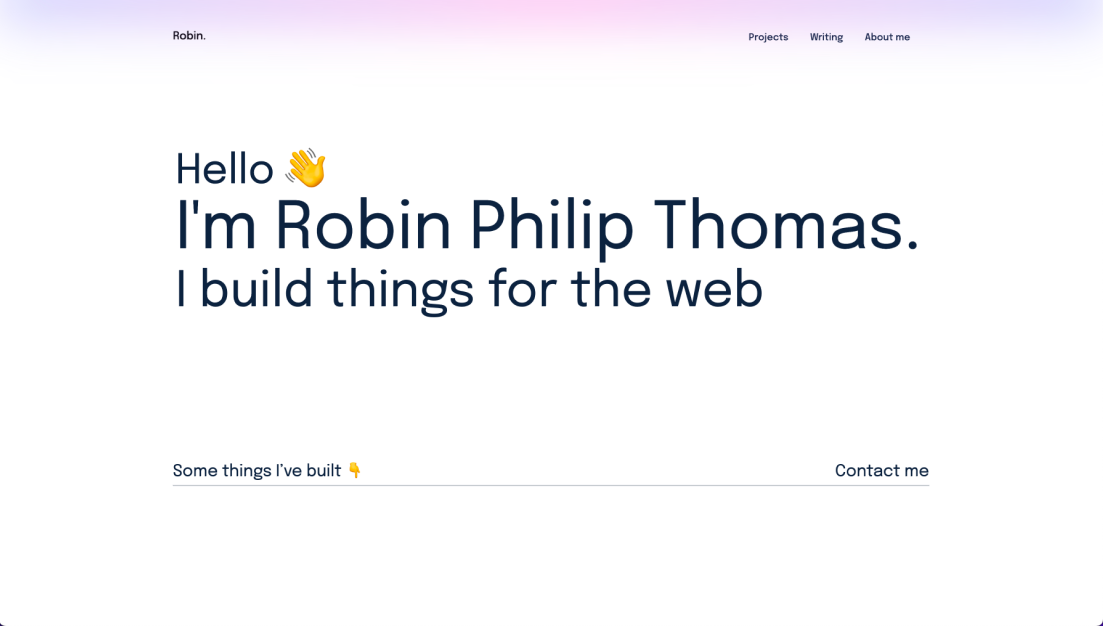 Robin.
Projects Writing About me
Hello 👋
I'm Robin Philip Thomas.
I build things for the web
Some things I’ve built 👇
Contact me